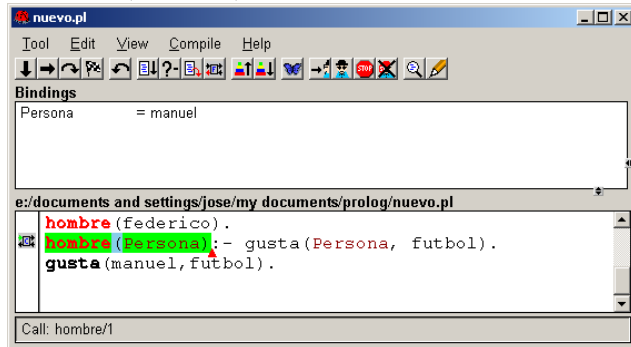 nuevo.pl
Tool Edit View Compile Help
?- STOP
Bindings
Persona = manuel
e:/documents and settings/jose/my documents/prolog/nuevo.pl
hombre(federico).
hombre(Persona):- gusta(Persona, futbol).
gusta(manuel,futbol).
Call: hombre/1